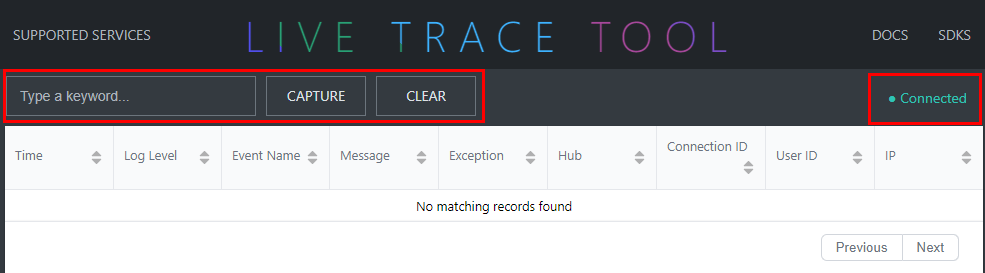 SUPPORTED SERVICES LIVE TRACE TOOL DOCS SDKS
Type a keyword... CAPTURE CLEAR ● Connected
Time Log Level Event Name Message Exception Hub Connection ID User ID IP
No matching records found
Previous Next